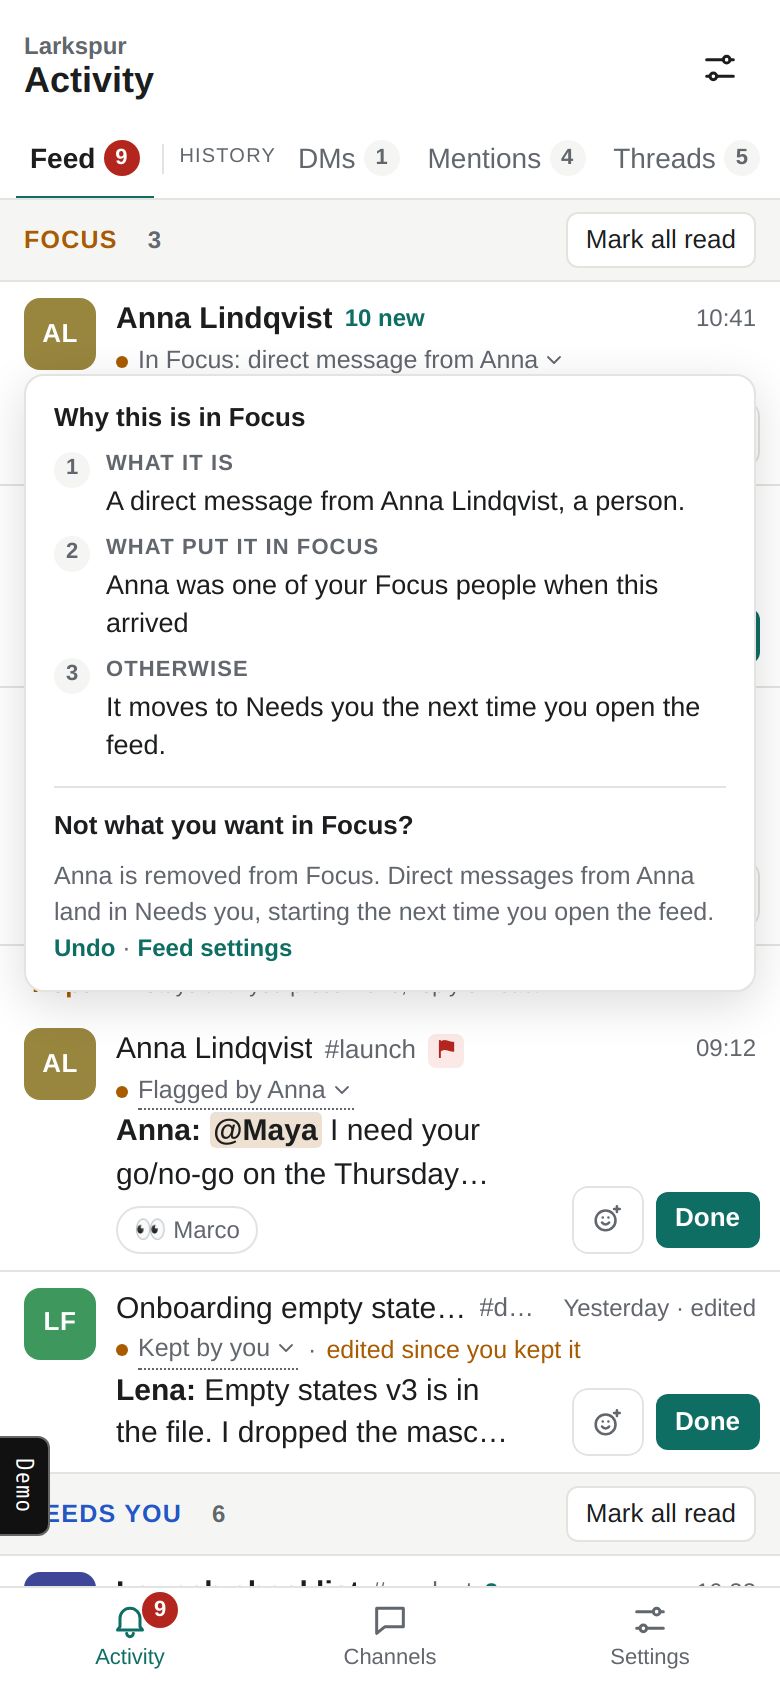 Larkspur
Activity
Feed 9 HISTORY DMs 1 Mentions 4 Threads 5
FOCUS 3 Mark all read
AL Anna Lindqvist 10 new 10:41
In Focus: direct message from Anna
Why this is in Focus
1 WHAT IT IS
A direct message from Anna Lindqvist, a person.
2 WHAT PUT IT IN FOCUS
Anna was one of your Focus people when this
arrived
3 OTHERWISE
It moves to Needs you the next time you open the
feed.
Not what you want in Focus?
Anna is removed from Focus. Direct messages from Anna
land in Needs you, starting the next time you open the feed.
Undo · Feed settings
AL Anna Lindqvist #launch 09:12
Flagged by Anna
Anna: @Maya I need your
go/no-go on the Thursday…
👀 Marco Done
LF Onboarding empty state… #d… Yesterday · edited
Kept by you · edited since you kept it
Lena: Empty states v3 is in
the file. I dropped the masc…
Done
Demo
EEDS YOU 6 Mark all read
9
Activity Channels Settings